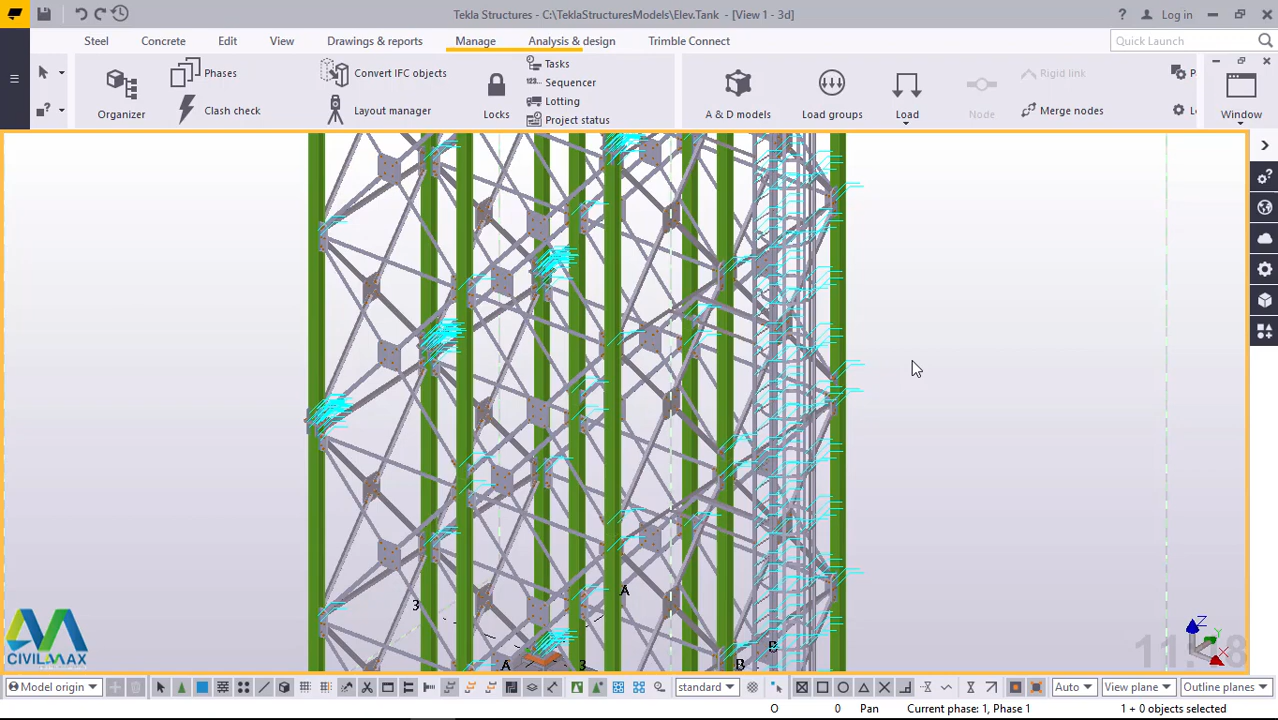 Tekla Structures - C:\TeklaStructuresModels\Elev.Tank - [View 1 - 3d]
Log in
Steel Concrete Edit View Drawings & reports Manage Analysis & design Trimble Connect
Quick Launch
Organizer
Phases
Clash check
Convert IFC objects
Layout manager
Locks
Tasks
123... Sequencer
Lotting
Project status
A & D models
Load groups
Load
Node
Rigid link
Merge nodes
P
Window
3
A
A
3
B
B
CIVILMAX
Model origin
standard
Auto
View plane
Outline planes
O 0 Pan Current phase: 1, Phase 1 1 + 0 objects selected